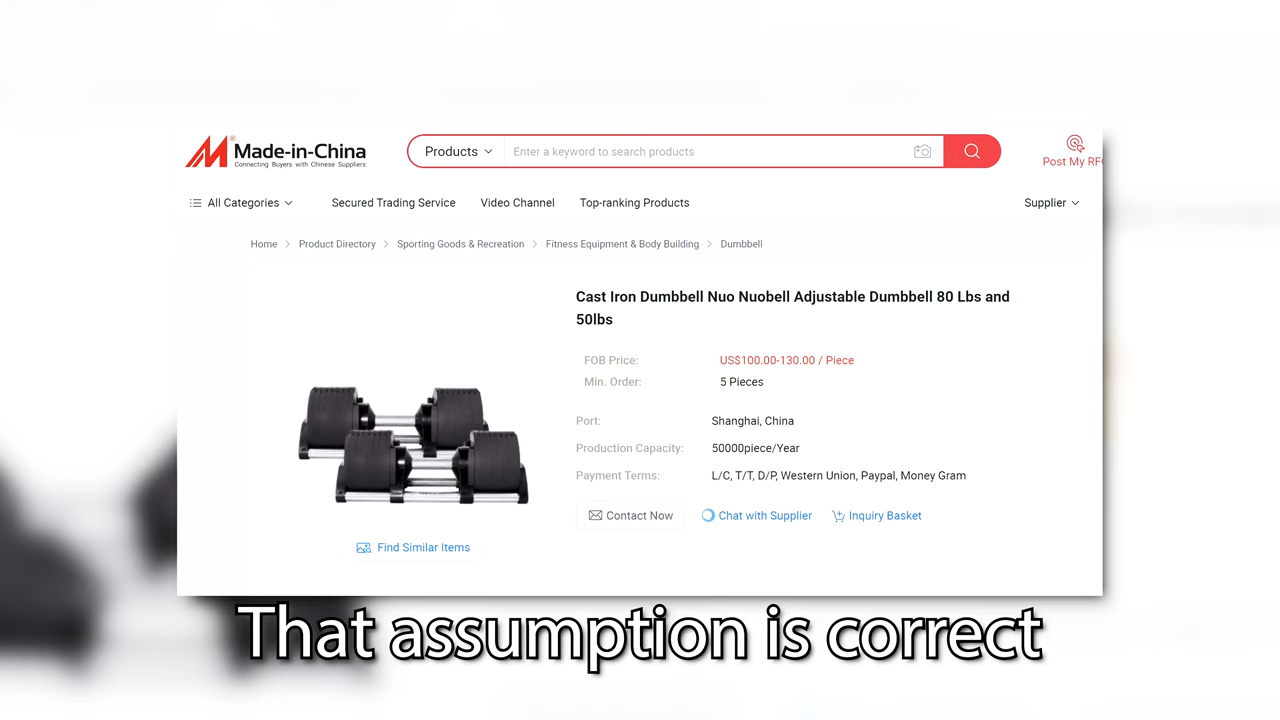 Made-in-China
Connecting Buyers with Chinese Suppliers
Products
Enter a keyword to search products
Post My RF
All Categories
Secured Trading Service
Video Channel
Top-ranking Products
Supplier
Home > Product Directory > Sporting Goods & Recreation > Fitness Equipment & Body Building > Dumbbell
Cast Iron Dumbbell Nuo Nuobell Adjustable Dumbbell 80 Lbs and
50lbs
FOB Price: US$100.00-130.00 / Piece
Min. Order: 5 Pieces
Port: Shanghai, China
Production Capacity: 50000piece/Year
Payment Terms: L/C, T/T, D/P, Western Union, Paypal, Money Gram
Contact Now
Chat with Supplier
Inquiry Basket
Find Similar Items
That assumption is correct